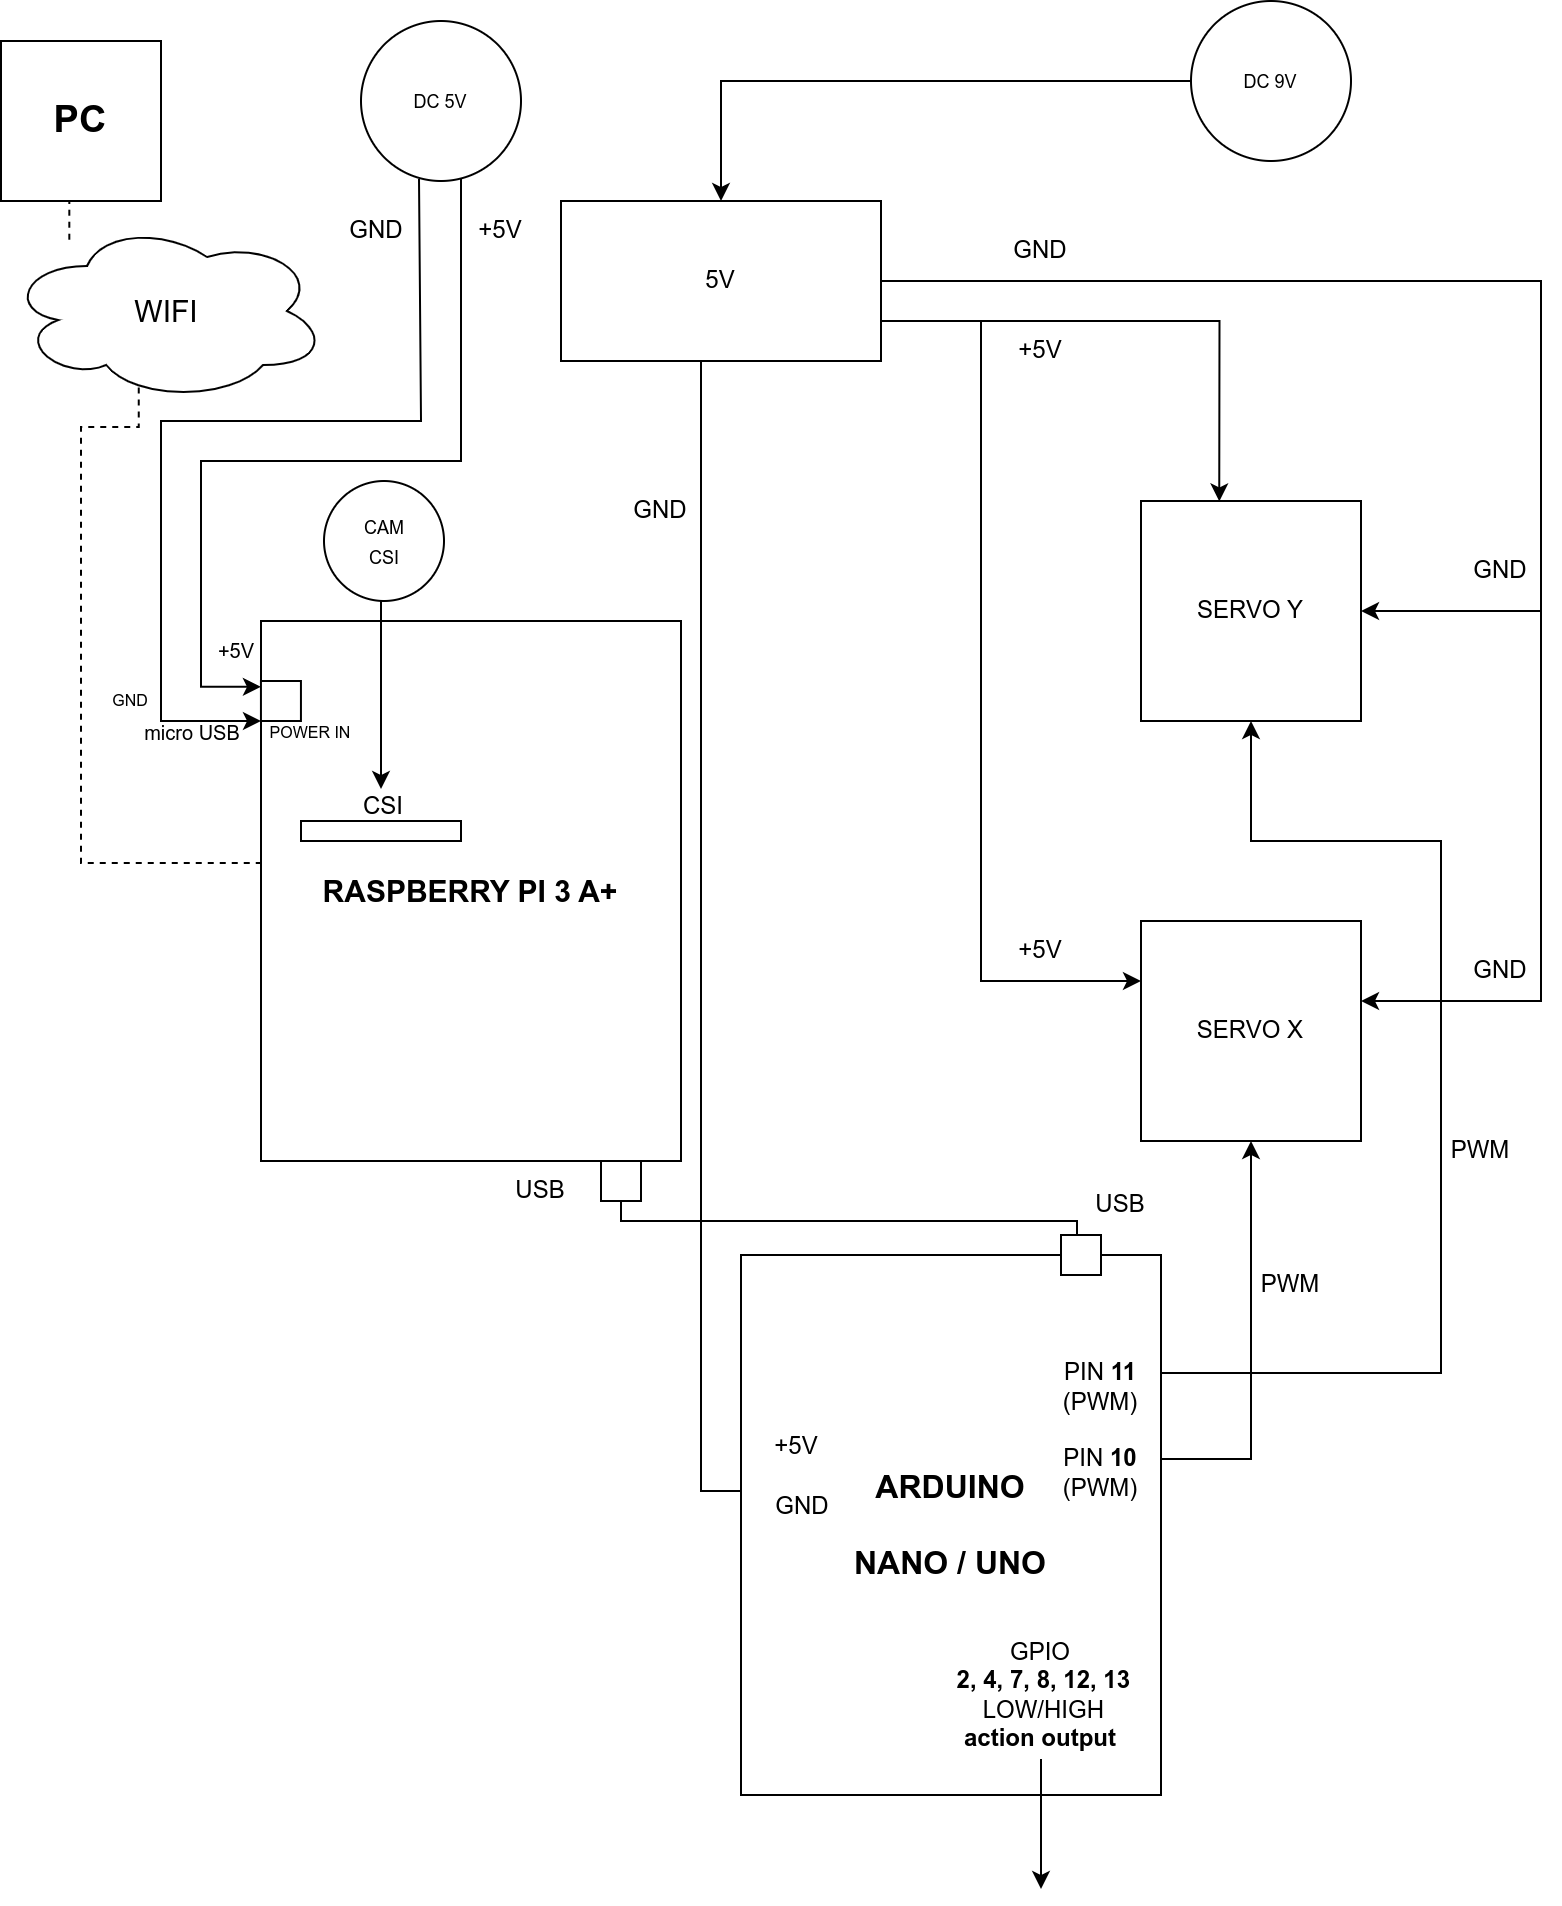 DC 9V
DC 5V
PC
GND
+5V
GND
5V
WIFI
+5V
GND
CAM
CSI
GND
SERVO Y
+5V
GND
micro USB
POWER IN
CSI
RASPBERRY PI 3 A+
+5V
GND
SERVO X
PWM
USB
USB
PWM
PIN 11
(PWM)
+5V
PIN 10
(PWM)
ARDUINO
GND
NANO / UNO
GPIO
2, 4, 7, 8, 12, 13
LOW/HIGH
action output